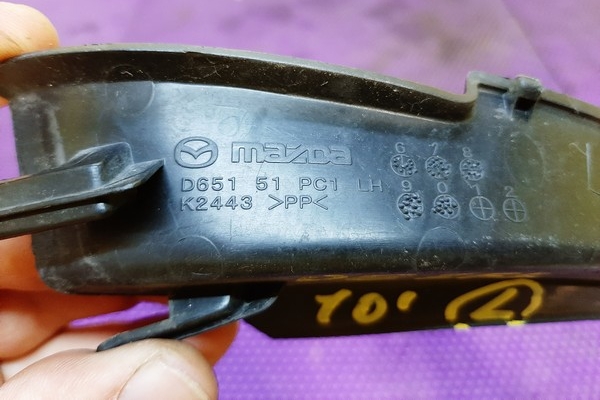 mazda
D651 51 PC1 LH
K2443 >PP<
6 7 8
9 0 1 2
10' L